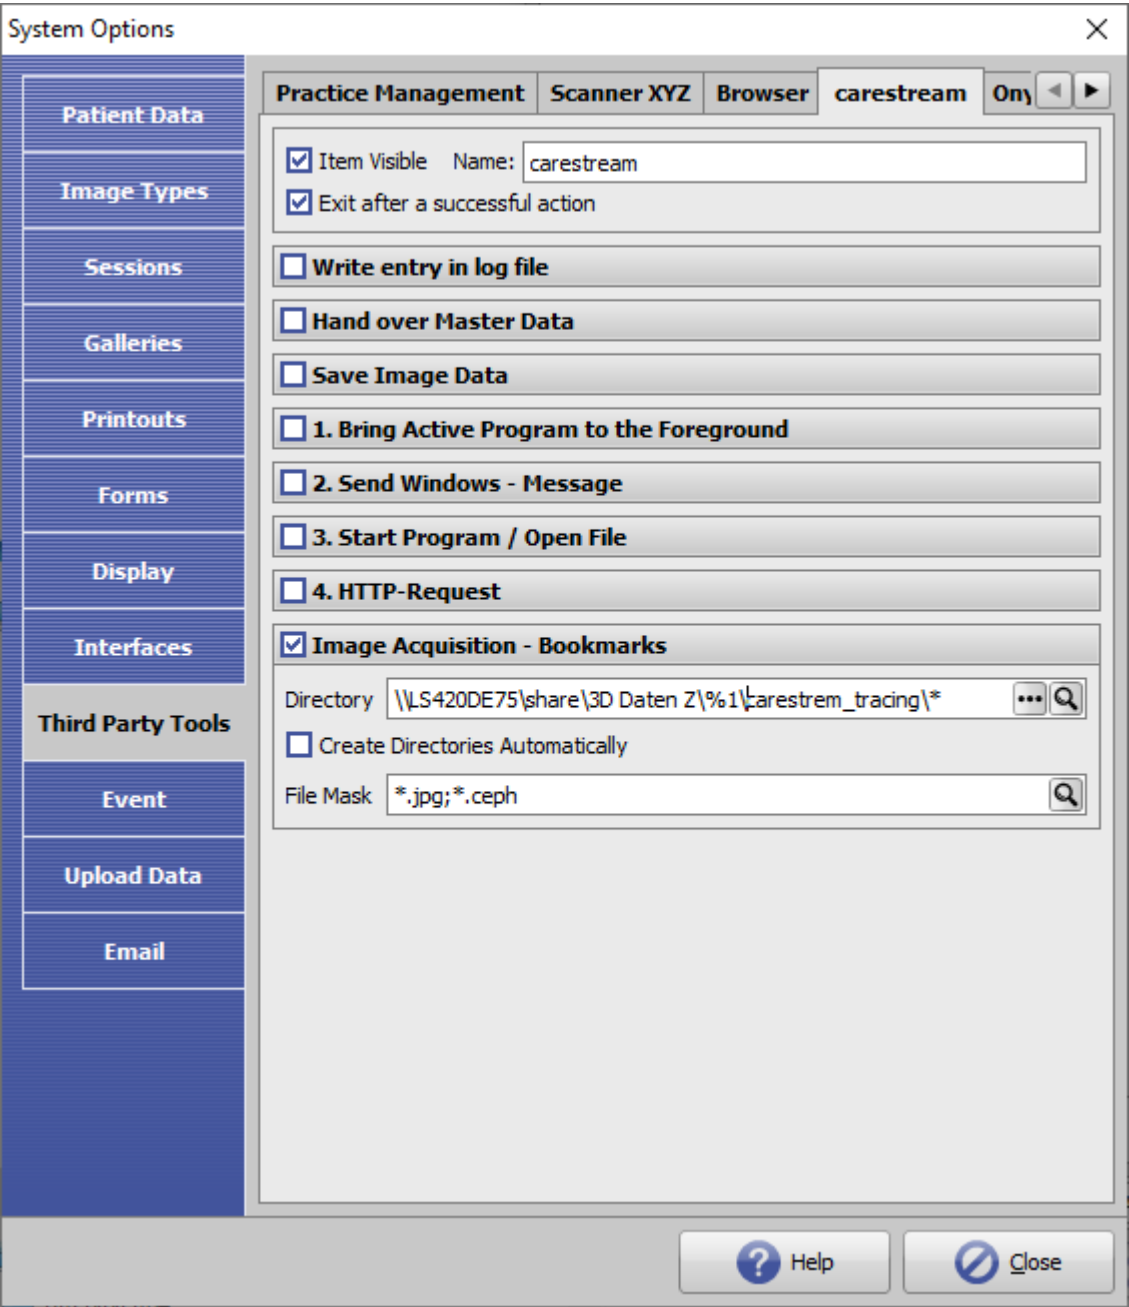 System Options
Patient Data
Image Types
Sessions
Galleries
Printouts
Forms
Display
Interfaces
Third Party Tools
Event
Upload Data
Email
Practice Management Scanner XYZ Browser carestream
Item Visible Name: carestream
Exit after a successful action
Write entry in log file
Hand over Master Data
Save Image Data
1. Bring Active Program to the Foreground
2. Send Windows - Message
3. Start Program / Open File
4. HTTP-Request
Image Acquisition - Bookmarks
Directory \\LS420DE75\share\3D Daten Z\%1\carestrem_tracing\*
Create Directories Automatically
File Mask *.jpg;*.ceph
Help Close